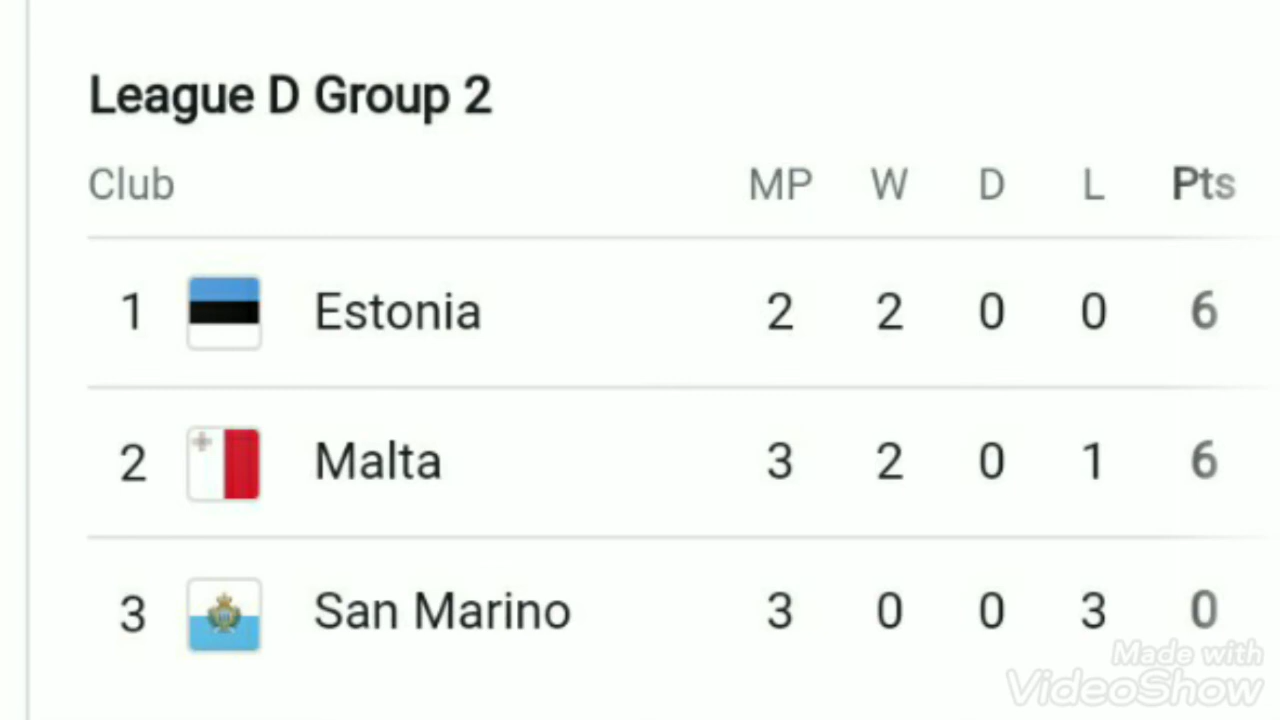 League D Group 2
Club MP W D L Pts
1 Estonia 2 2 0 0 6
2 Malta 3 2 0 1 6
3 San Marino 3 0 0 3 0
Made with
VideoShow